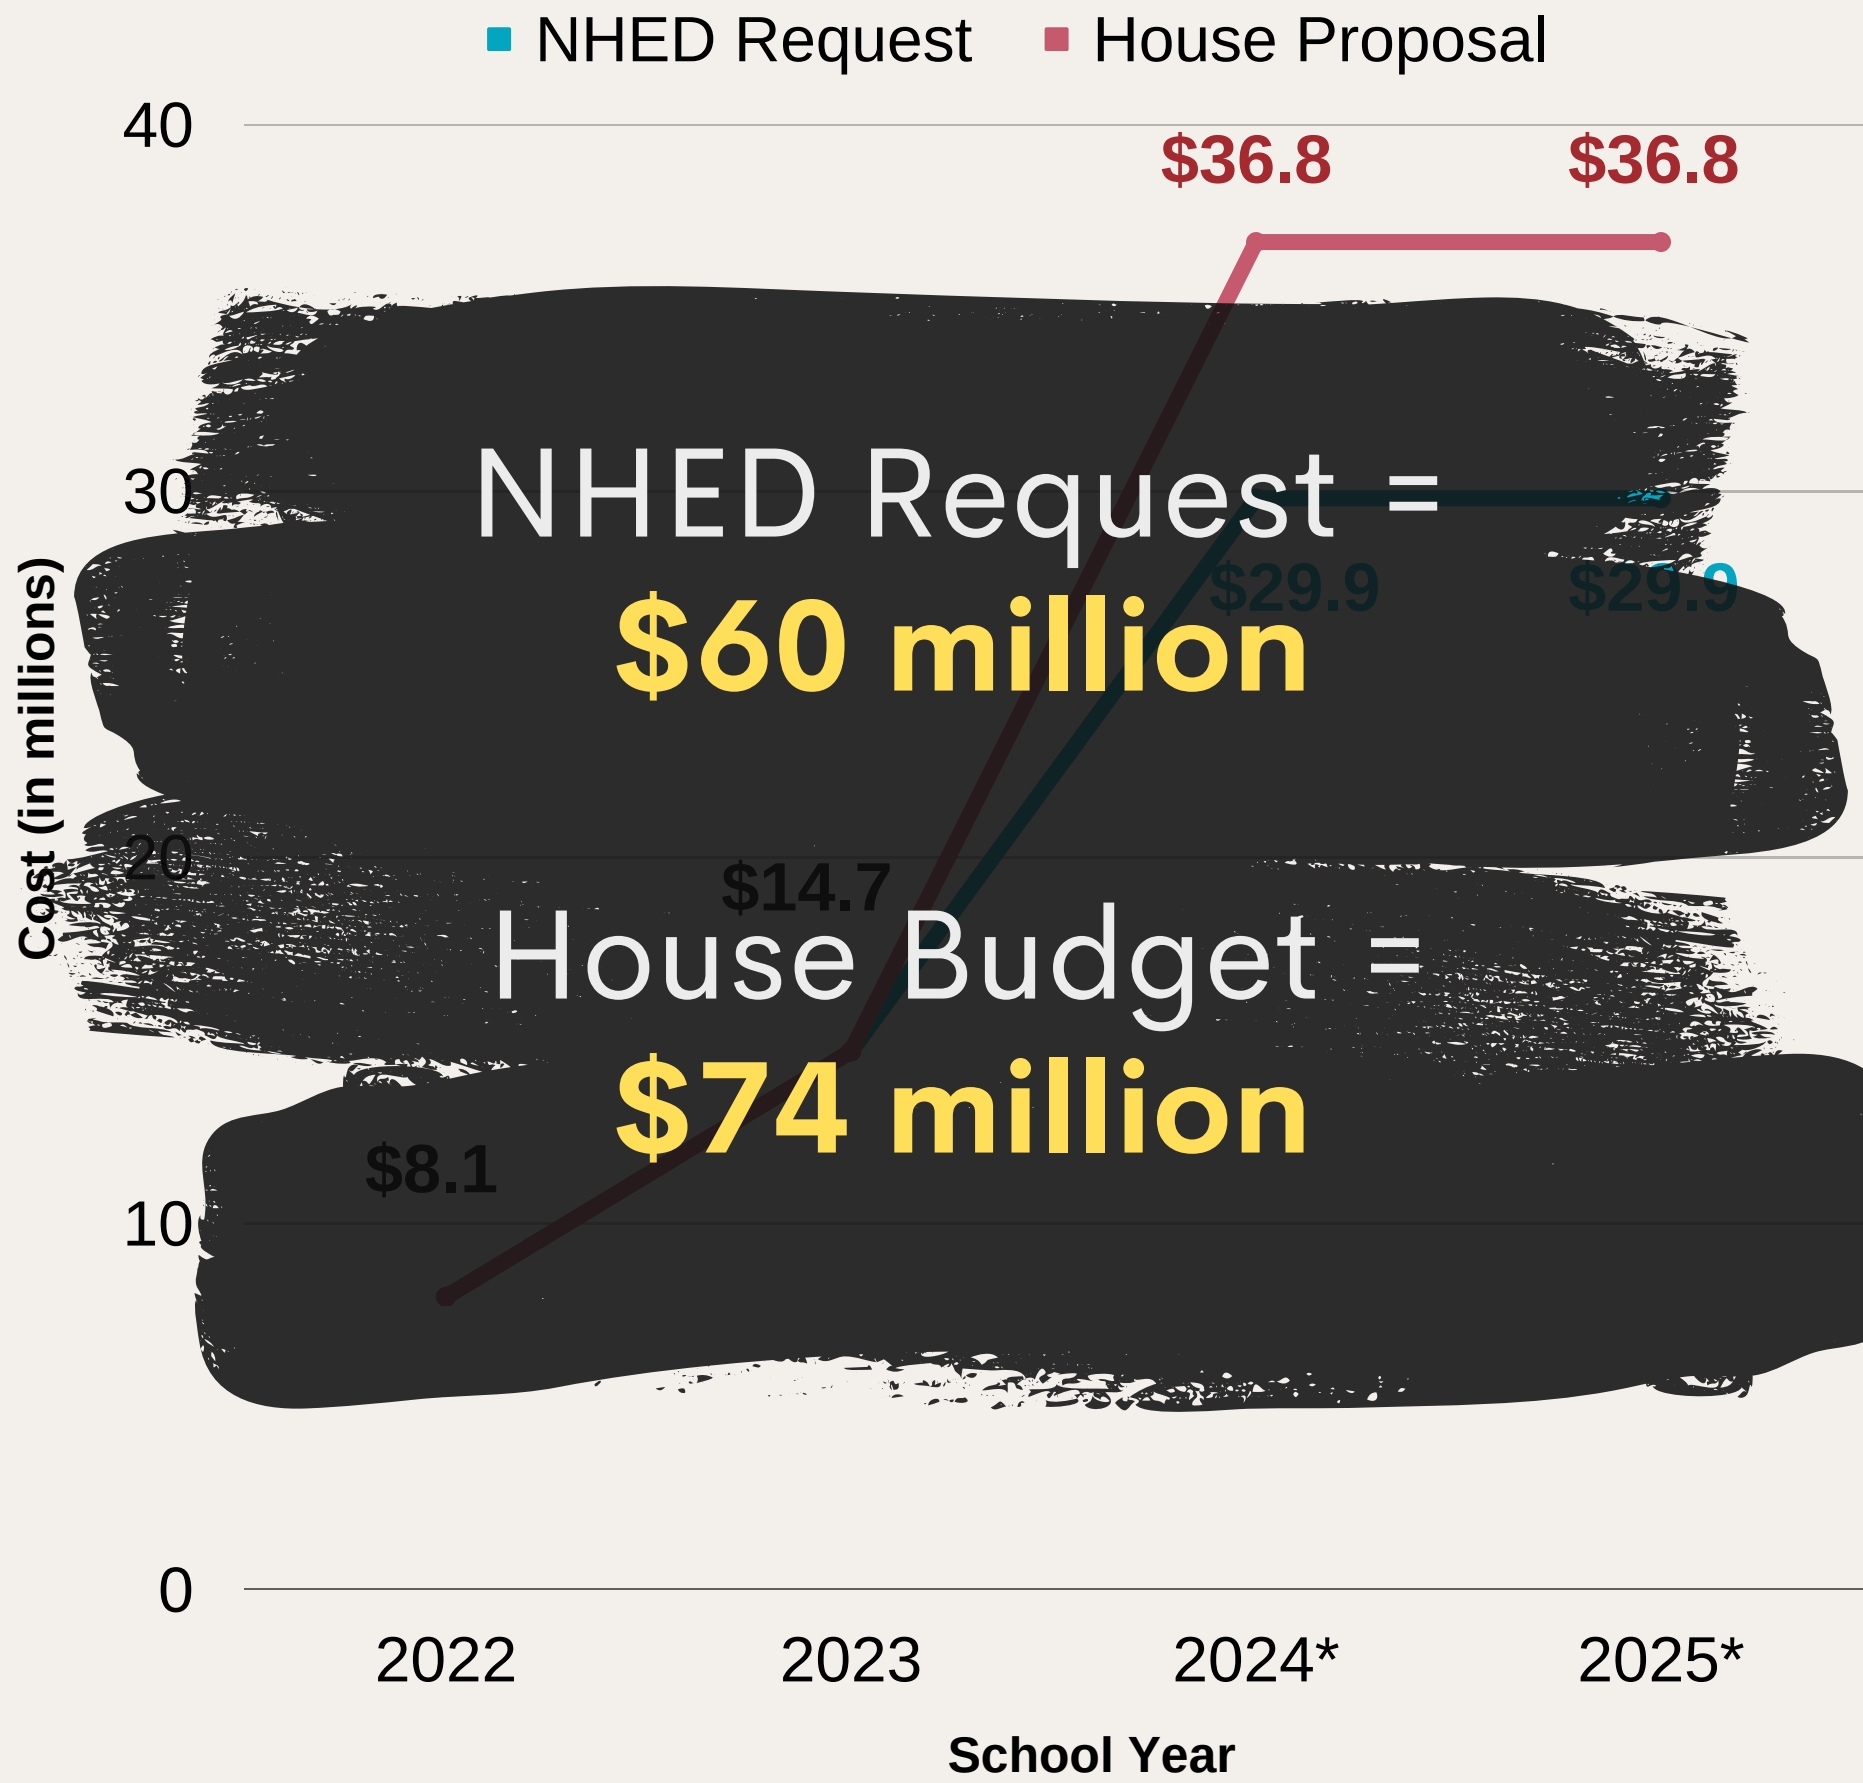 NHED Request House Proposal
40
$36.8 $36.8
30
NHED Request =
$29.9 $29.9
$60 million
Cost (in millions)
20
$14.7
House Budget =
$74 million
$8.1
10
0
2022 2023 2024* 2025*
School Year